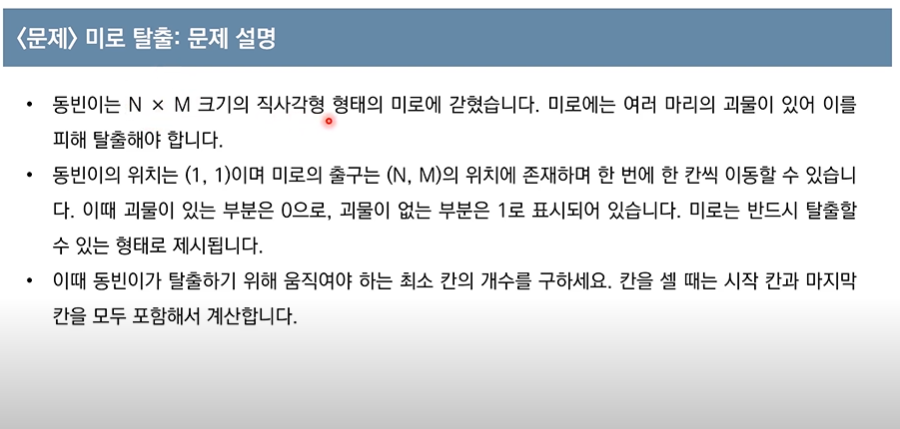 <문제> 미로 탈출: 문제 설명
• 동빈이는 N × M 크기의 직사각형 형태의 미로에 갇혔습니다. 미로에는 여러 마리의 괴물이 있어 이를
피해 탈출해야 합니다.
• 동빈이의 위치는 (1, 1)이며 미로의 출구는 (N, M)의 위치에 존재하며 한 번에 한 칸씩 이동할 수 있습니
다. 이때 괴물이 있는 부분은 0으로, 괴물이 없는 부분은 1로 표시되어 있습니다. 미로는 반드시 탈출할
수 있는 형태로 제시됩니다.
• 이때 동빈이가 탈출하기 위해 움직여야 하는 최소 칸의 개수를 구하세요. 칸을 셀 때는 시작 칸과 마지막
칸을 모두 포함해서 계산합니다.